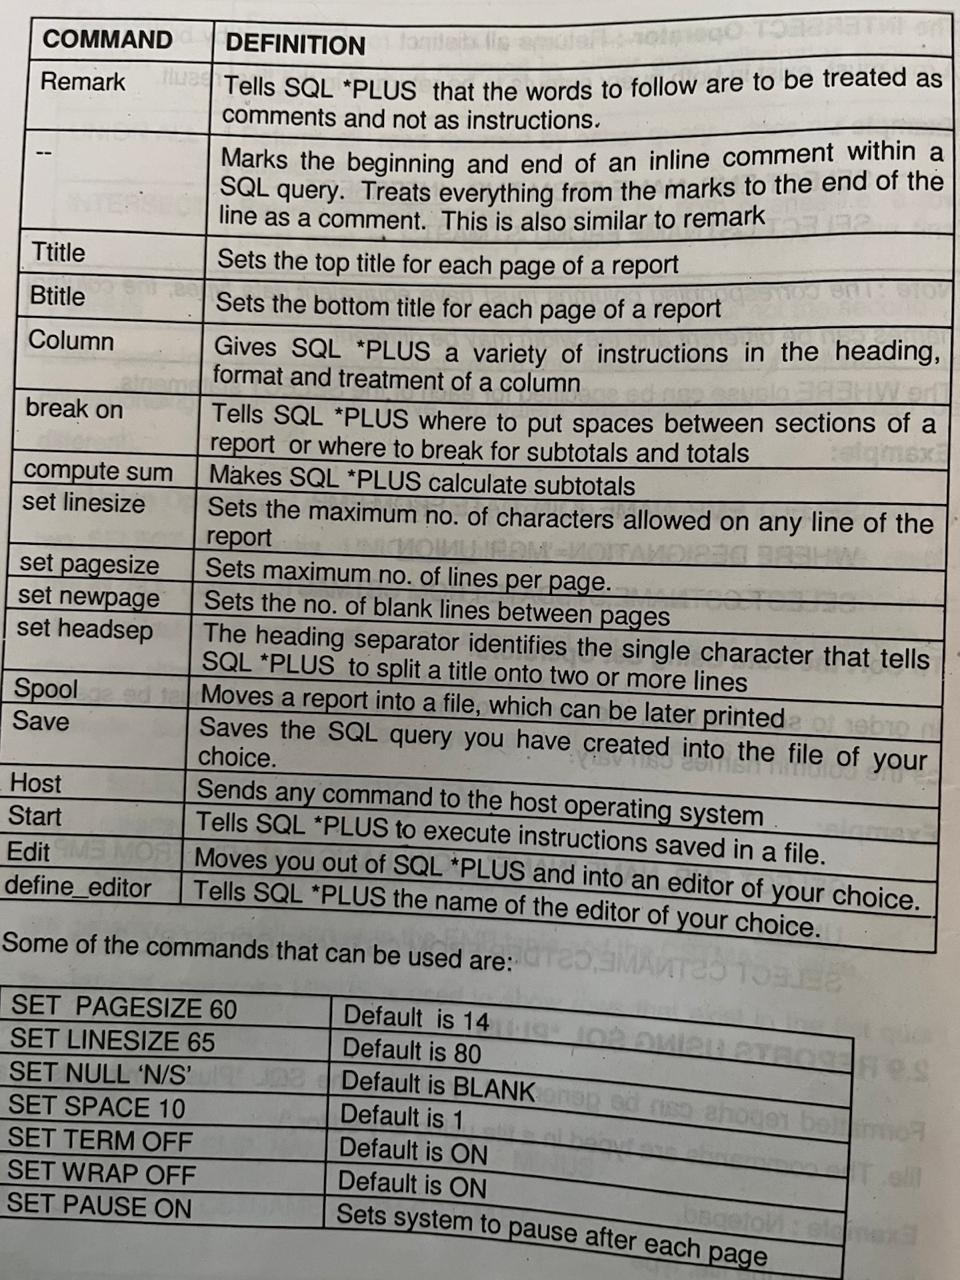 COMMAND DEFINITION
Remark Tells SQL *PLUS that the words to follow are to be treated as
comments and not as instructions.
-- Marks the beginning and end of an inline comment within a
SQL query. Treats everything from the marks to the end of the
line as a comment. This is also similar to remark
Ttitle Sets the top title for each page of a report
Btitle Sets the bottom title for each page of a report
Column Gives SQL *PLUS a variety of instructions in the heading,
format and treatment of a column
break on Tells SQL *PLUS where to put spaces between sections of a
report or where to break for subtotals and totals
compute sum Makes SQL *PLUS calculate subtotals
set linesize Sets the maximum no. of characters allowed on any line of the
report
set pagesize Sets maximum no. of lines per page.
set newpage Sets the no. of blank lines between pages
set headsep The heading separator identifies the single character that tells
SQL *PLUS to split a title onto two or more lines
Spool Moves a report into a file, which can be later printed
Save Saves the SQL query you have created into the file of your
choice.
Host Sends any command to the host operating system
Start Tells SQL *PLUS to execute instructions saved in a file.
Edit Moves you out of SQL *PLUS and into an editor of your choice.
define_editor Tells SQL *PLUS the name of the editor of your choice.
Some of the commands that can be used are:
SET PAGESIZE 60 Default is 14
SET LINESIZE 65 Default is 80
SET NULL 'N/S' Default is BLANK
SET SPACE 10 Default is 1
SET TERM OFF Default is ON
SET WRAP OFF Default is ON
SET PAUSE ON Sets system to pause after each page